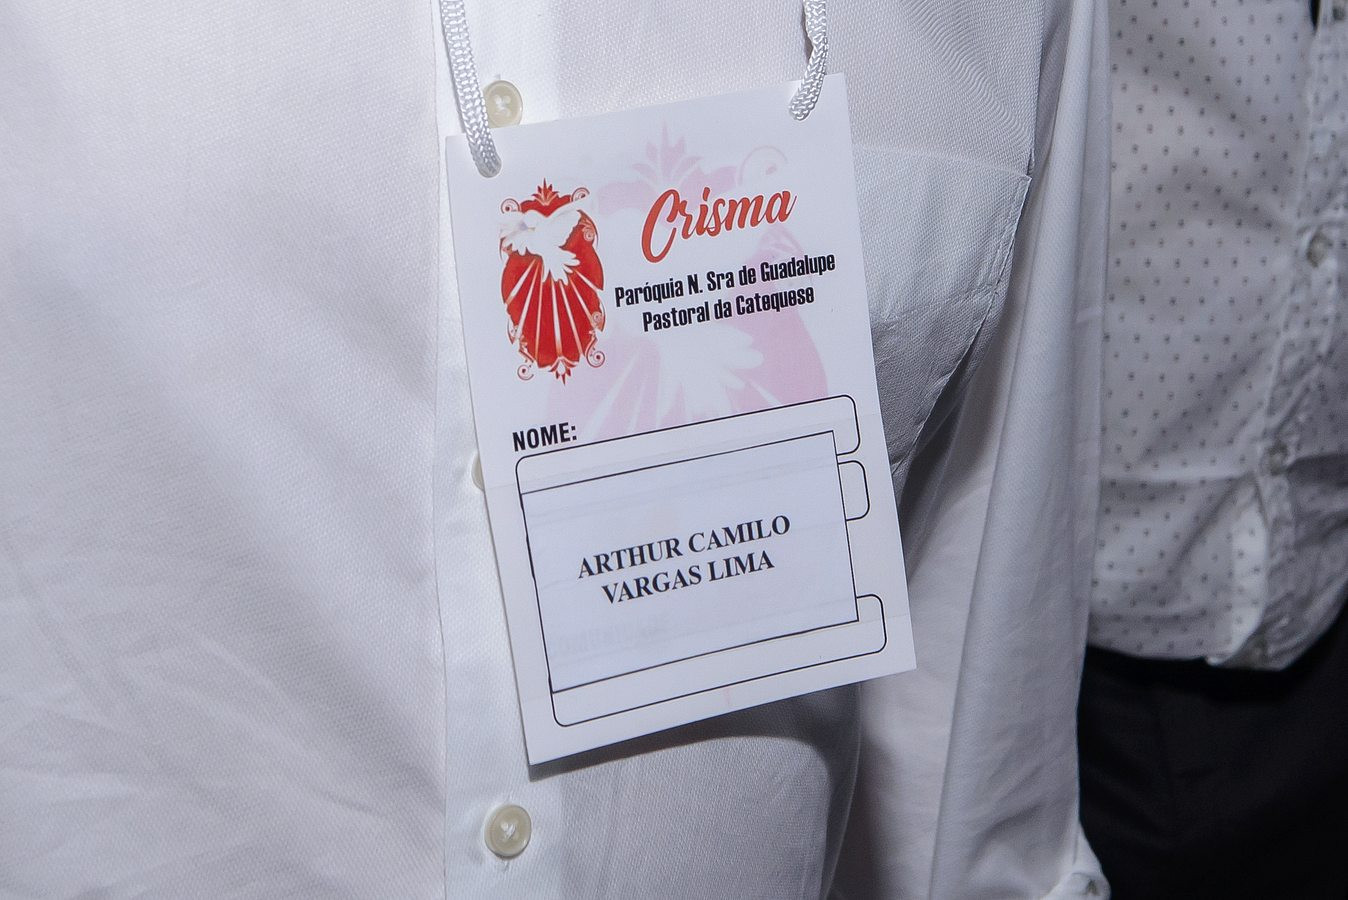 Crisma
Paróquia N. Sra de Guadalupe
Pastoral da Catequese
NOME:
ARTHUR CAMILO
VARGAS LIMA